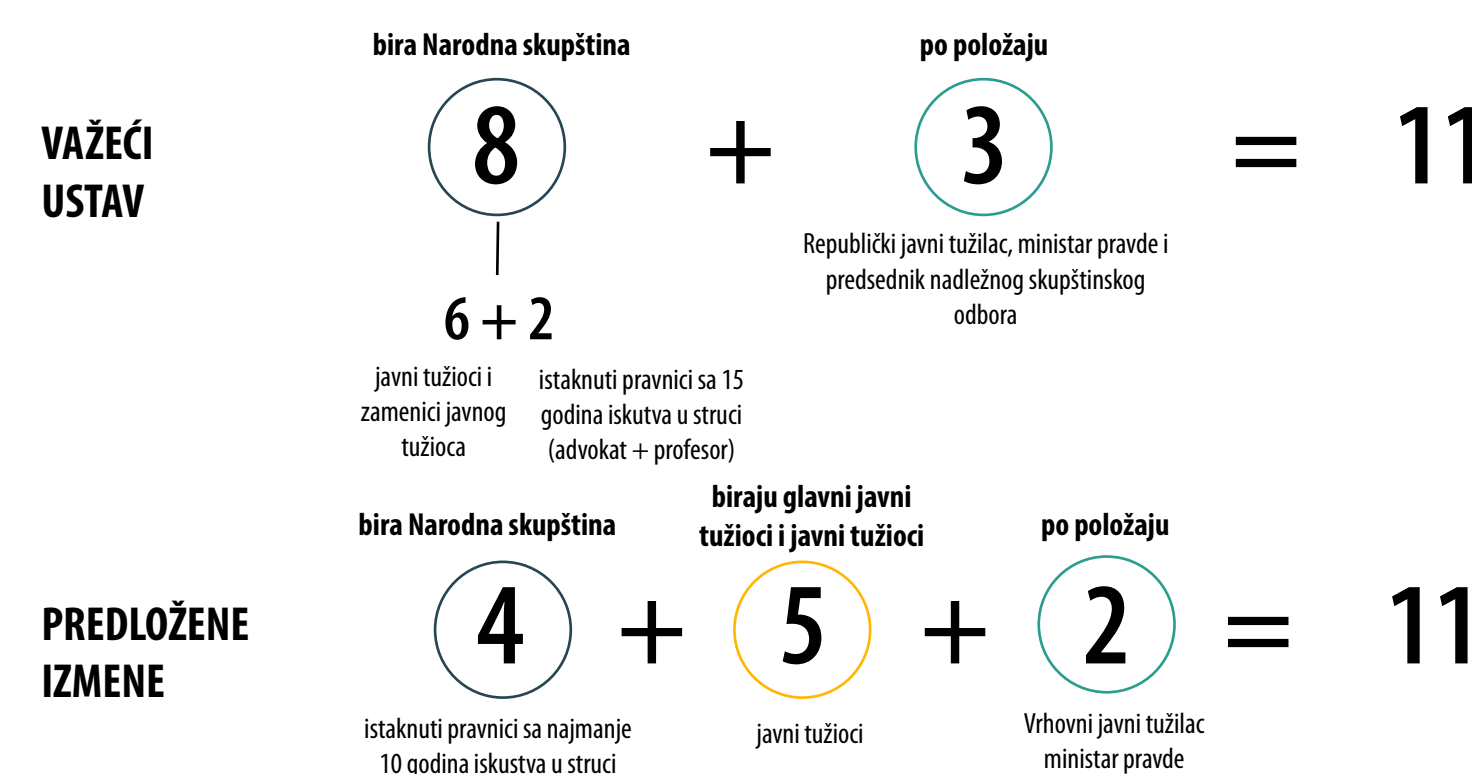 bira Narodna skupština
po položaju
VAŽEĆI
USTAV
8
+
3
=
11
Republički javni tužilac, ministar pravde i
predsednik nadležnog skupštinskog
odbora
6 + 2
javni tužioci i
zamenici javnog
tužioca
istaknuti pravnici sa 15
godina iskutva u struci
(advokat + profesor)
bira Narodna skupština
biraju glavni javni
tužioci i javni tužioci
po položaju
PREDLOŽENE
IZMENE
4
+
5
+
2
=
11
istaknuti pravnici sa najmanje
10 godina iskustva u struci
javni tužioci
Vrhovni javni tužilac
ministar pravde